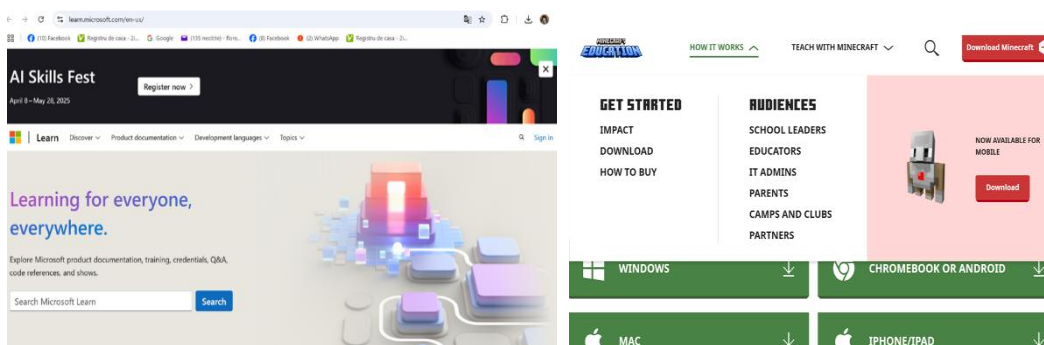 learn.microsoft.com/en-us/
(10) Facebook Registru de casa - 2i... Google (155 necitite) - florn... (8) Facebook (2) WhatsApp Registru de casa - 2i...
AI Skills Fest
Register now >
April 8 – May 28, 2025
Learn Discover Product documentation Development languages Topics Sign in
Learning for everyone,
everywhere.
Explore Microsoft product documentation, training, credentials, Q&A,
code references, and shows.
Search Microsoft Learn Search
MINECRAFT
EDUCATION
HOW IT WORKS TEACH WITH MINECRAFT Download Minecraft
GET STARTED
IMPACT
DOWNLOAD
HOW TO BUY
AUDIENCES
SCHOOL LEADERS
EDUCATORS
IT ADMINS
PARENTS
CAMPS AND CLUBS
PARTNERS
NOW AVAILABLE FOR
MOBILE
Download
WINDOWS CHROMEBOOK OR ANDROID
MAC IPHONE/IPAD